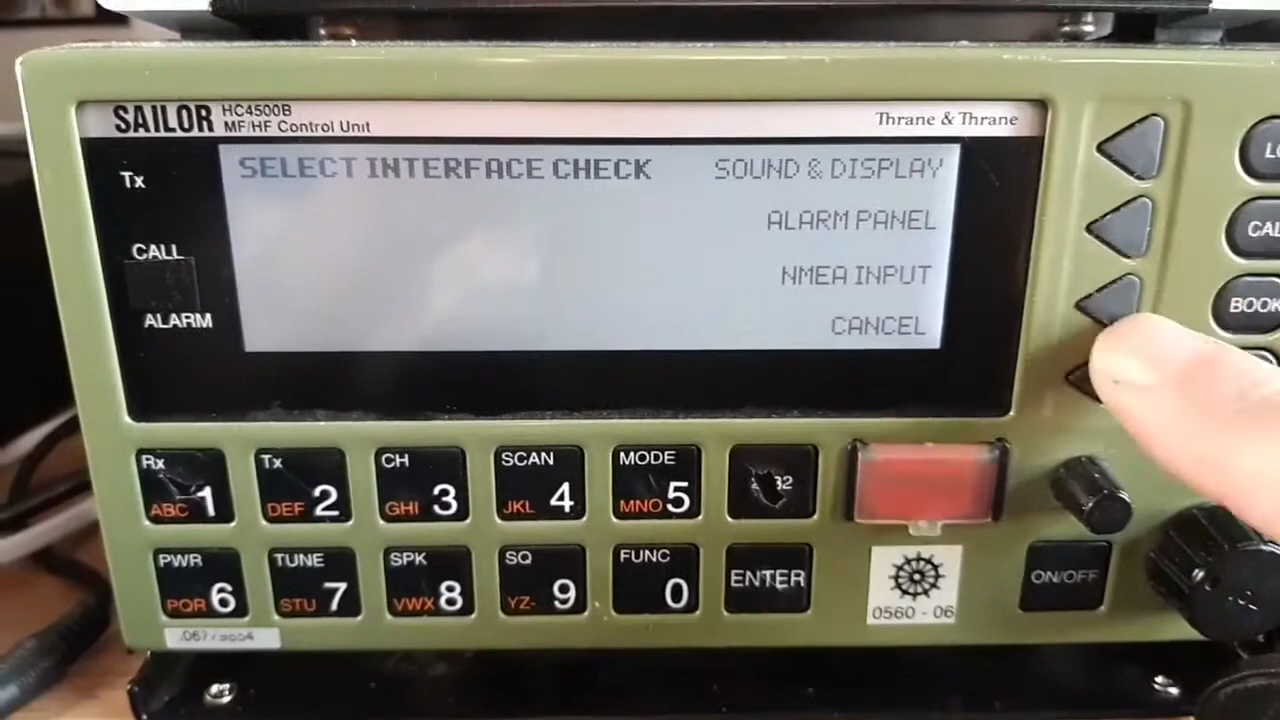 SAILOR HC4500B
MF/HF Control Unit
Thrane & Thrane
Tx
CALL
ALARM
SELECT INTERFACE CHECK
SOUND & DISPLAY
ALARM PANEL
NMEA INPUT
CANCEL
Rx
ABC 1
Tx
DEF 2
CH
GHI 3
SCAN
JKL 4
MODE
MNO 5
PWR
PQR 6
TUNE
STU 7
SPK
VWX 8
SQ
YZ- 9
FUNC
0
ENTER
0560 - 06
ON/OFF
BOOK